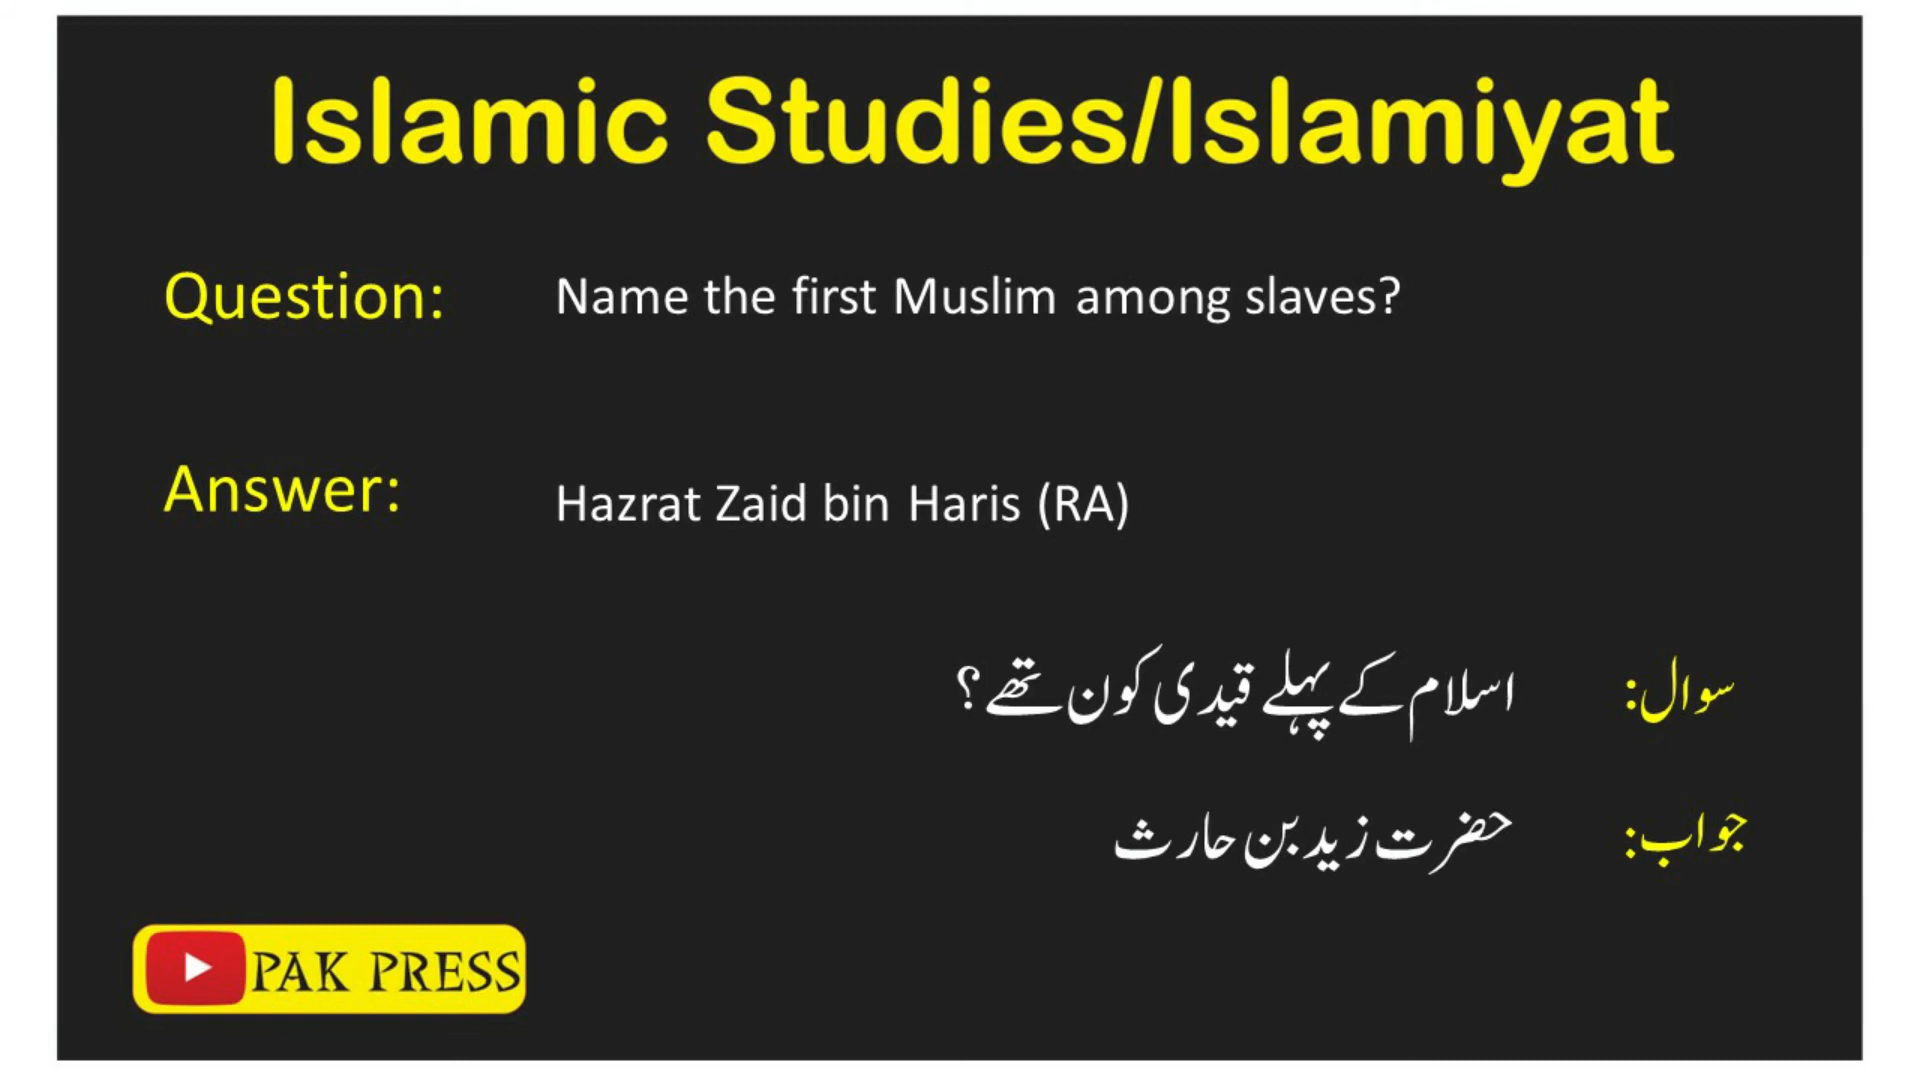 Islamic Studies/Islamiyat
Question: Name the first Muslim among slaves?
Answer: Hazrat Zaid bin Haris (RA)
سوال: اسلام کے پہلے قیدی کون تھے؟
جواب: حضرت زید بن حارث
PAK PRESS